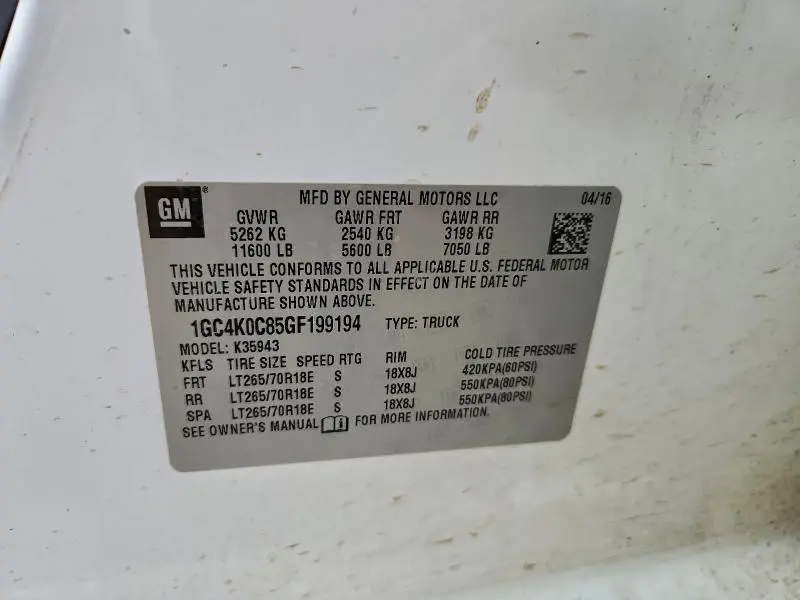 GM ® MFD BY GENERAL MOTORS LLC 04/16
GVWR GAWR FRT GAWR RR
5262 KG 2540 KG 3198 KG
11600 LB 5600 LB 7050 LB
THIS VEHICLE CONFORMS TO ALL APPLICABLE U.S. FEDERAL MOTOR
VEHICLE SAFETY STANDARDS IN EFFECT ON THE DATE OF
MANUFACTURE SHOWN ABOVE.
1GC4K0C85GF199194 TYPE: TRUCK
MODEL: K35943
KFLS TIRE SIZE SPEED RTG RIM COLD TIRE PRESSURE
FRT LT265/70R18E S 18X8J 420KPA(60PSI)
RR LT265/70R18E S 18X8J 550KPA(80PSI)
SPA LT265/70R18E S 18X8J 550KPA(80PSI)
SEE OWNER'S MANUAL i FOR MORE INFORMATION.